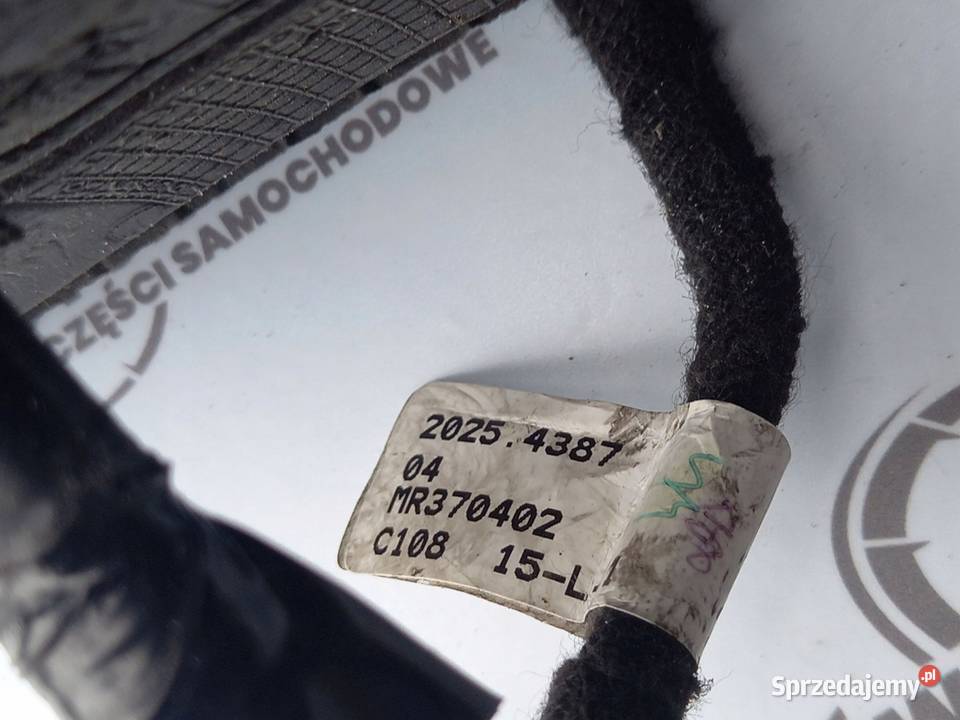 CZĘŚCI SAMOCHODOWE
2025.4387
04
MR370402
C108 15-L
Sprzedajemy.pl